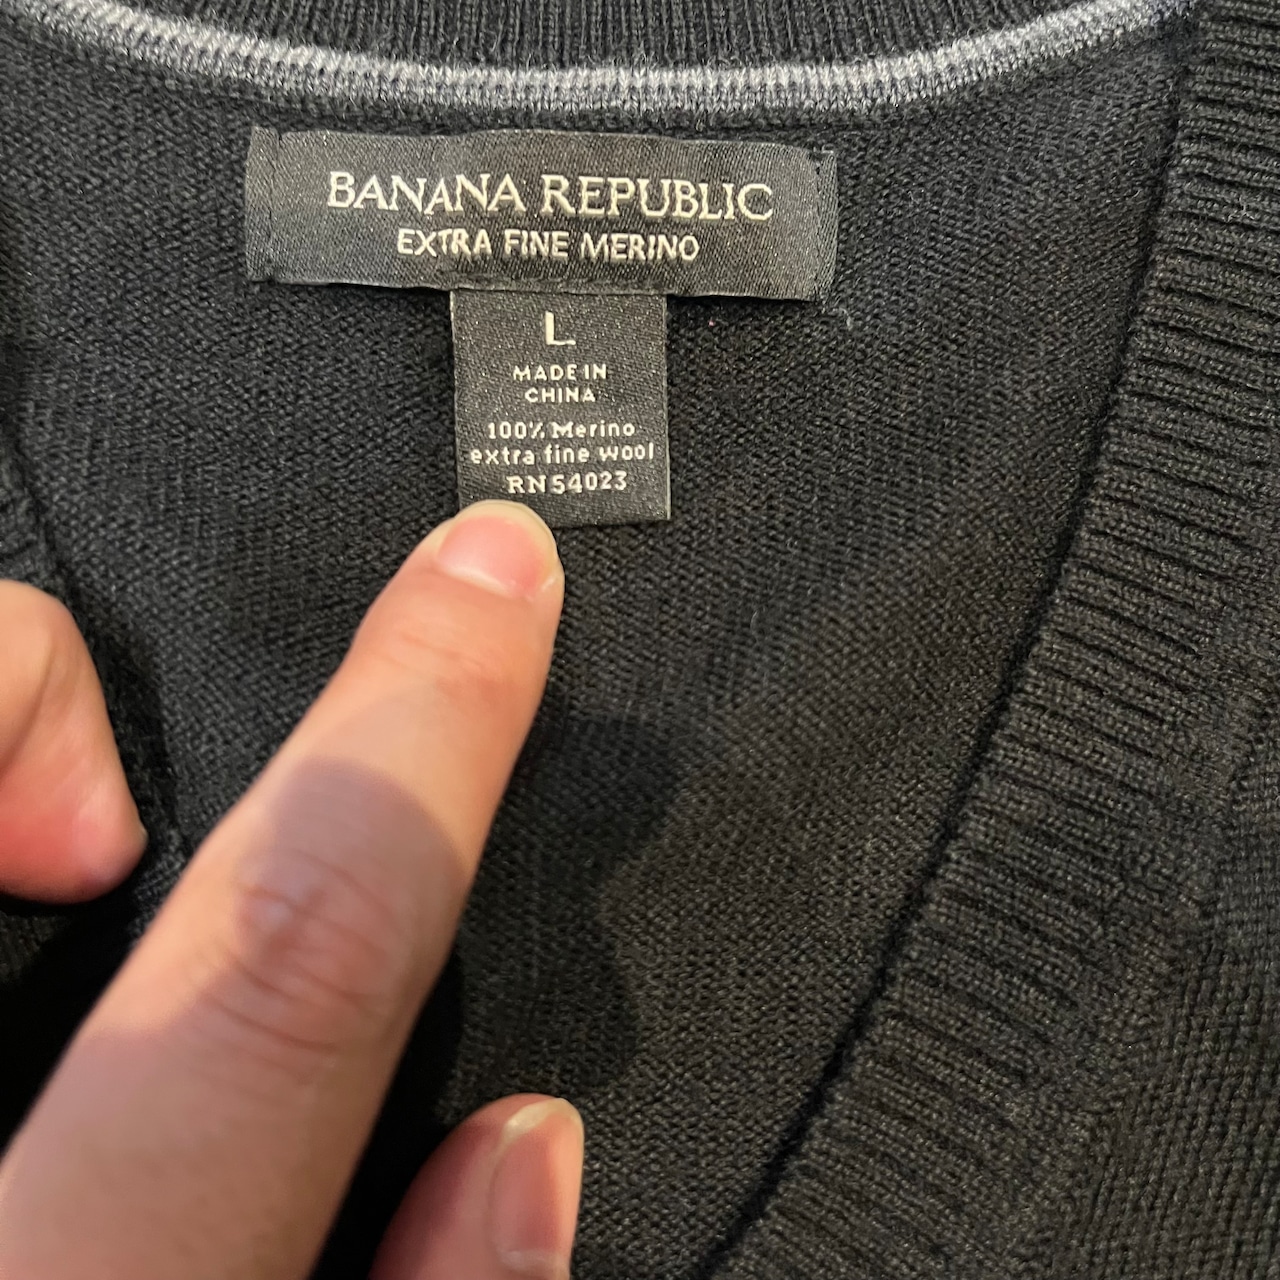 BANANA REPUBLIC
EXTRA FINE MERINO
L
MADE IN
CHINA
100% Merino
extra fine wool
RN54023